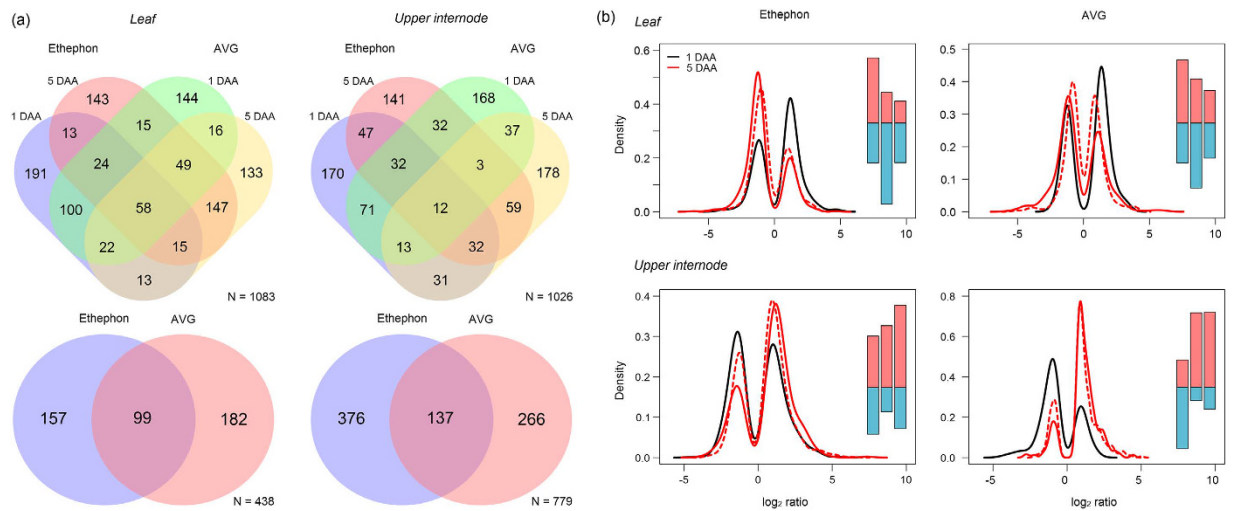 (a)
Leaf
Upper internode
Ethephon
AVG
5 DAA
1 DAA
1 DAA
5 DAA
143
144
13
15
16
191
24
49
133
100
58
147
22
15
13
N = 1083
Ethephon
AVG
5 DAA
1 DAA
1 DAA
5 DAA
141
168
47
32
37
170
32
3
178
71
12
59
13
32
31
N = 1026
Ethephon
AVG
157
99
182
N = 438
Ethephon
AVG
376
137
266
N = 779
(b)
Leaf
Ethephon
AVG
1 DAA
5 DAA
Density
0.6
0.4
0.2
0.0
-5
0
5
10
0.5
0.4
0.3
0.2
0.1
0.0
-5
0
5
10
Upper internode
Density
0.4
0.3
0.2
0.1
0.0
-5
0
5
10
log₂ ratio
0.8
0.6
0.4
0.2
0.0
-5
0
5
10
log₂ ratio